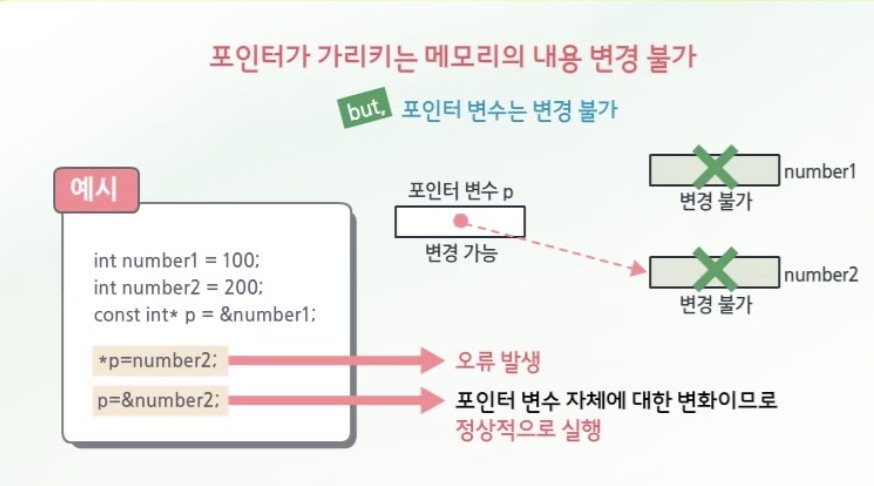 포인터가 가리키는 메모리의 내용 변경 불가
but, 포인터 변수는 변경 불가
예시
int number1 = 100;
int number2 = 200;
const int* p = &number1;
*p=number2;
p=&number2;
포인터 변수 p
변경 가능
number1
변경 불가
number2
변경 불가
오류 발생
포인터 변수 자체에 대한 변화이므로
정상적으로 실행